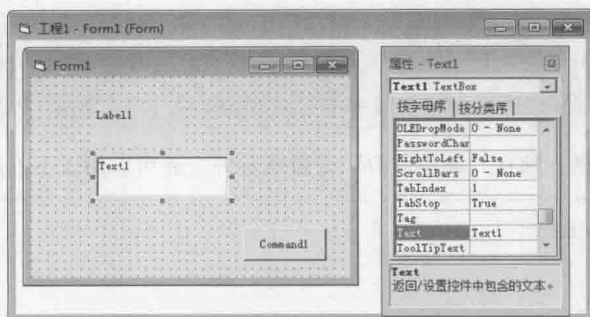 工程1 - Form1 (Form)
Form1
Label1
Text1
Command1
属性 - Text1
Text1 TextBox
按字母序 按分类序
OLEDropMode 0 - None
PasswordChar
RightToLeft False
ScrollBars 0 - None
TabIndex 1
TabStop True
Tag
Text Text1
ToolTipText
Text
返回/设置控件中包含的文本。